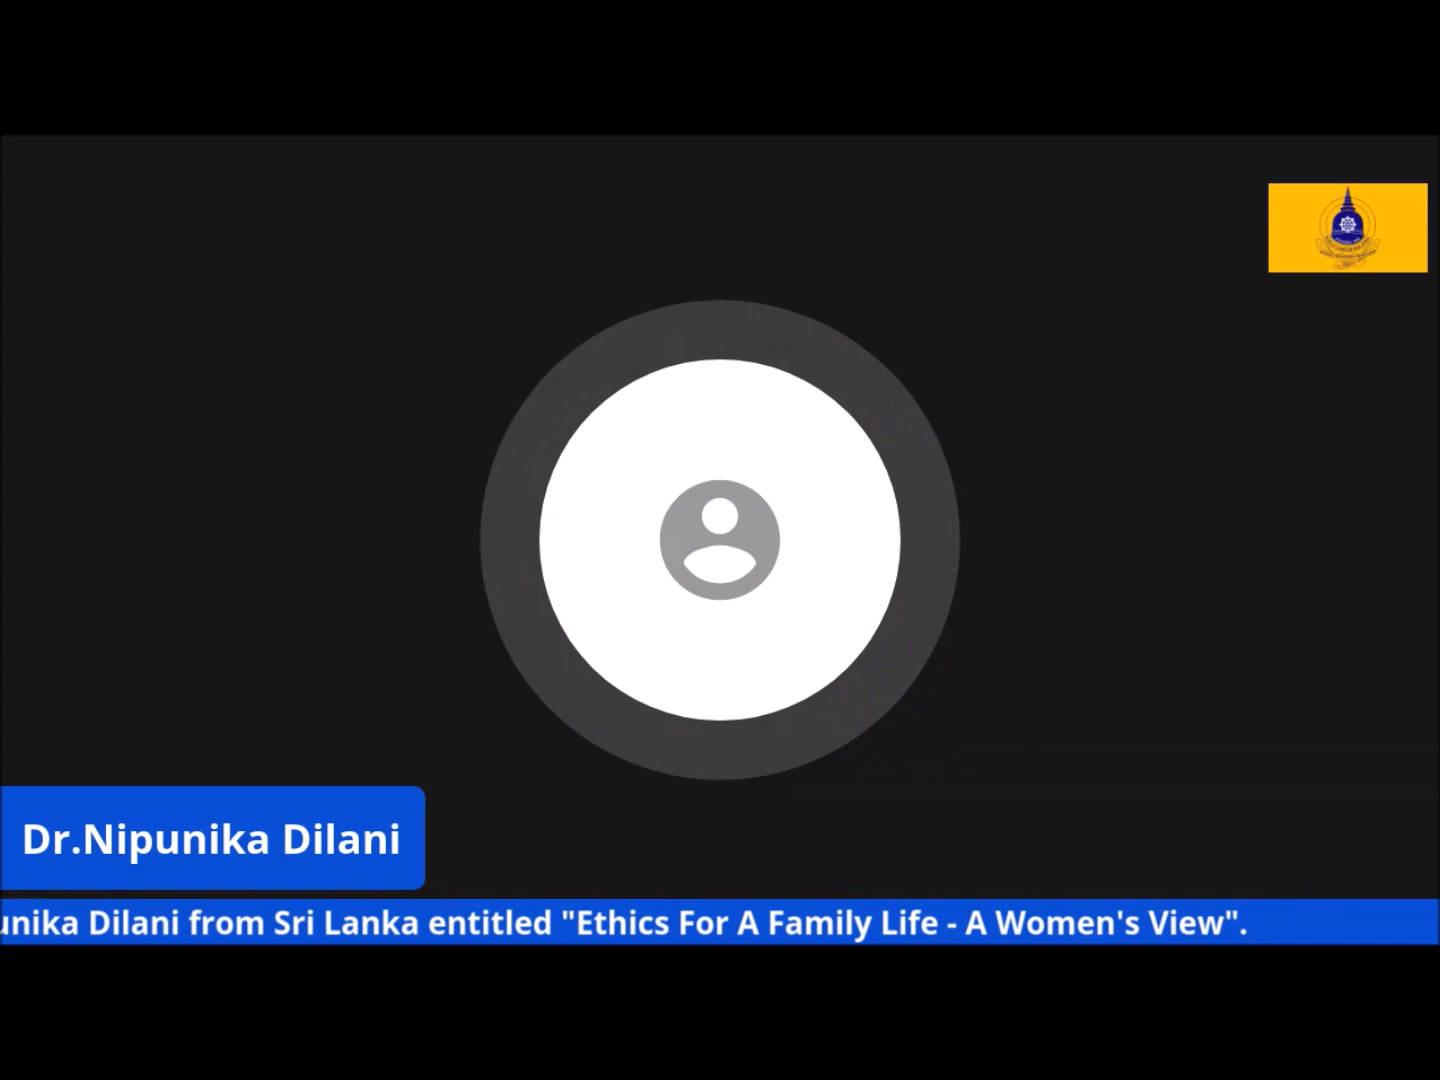 Dr.Nipunika Dilani
unika Dilani from Sri Lanka entitled "Ethics For A Family Life - A Women's View".